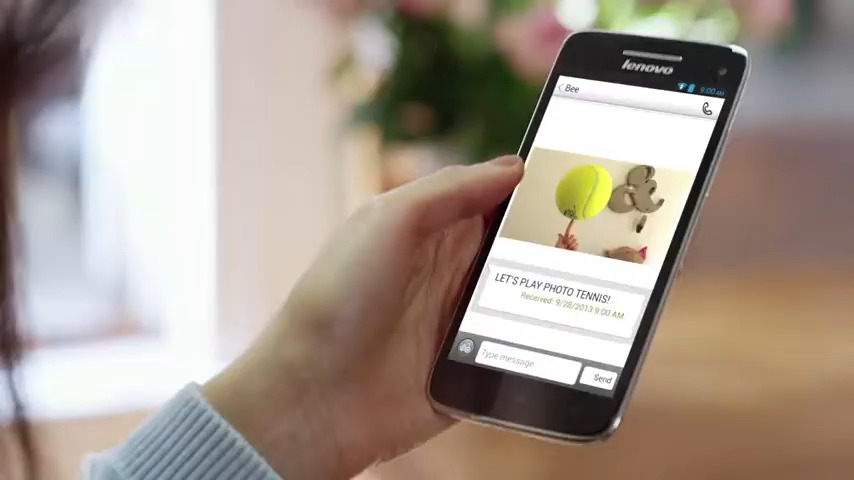 lenovo
9:00 AM
Bee
LET'S PLAY PHOTO TENNIS!
Received: 9/28/2013 9:00 AM
Type message
Send